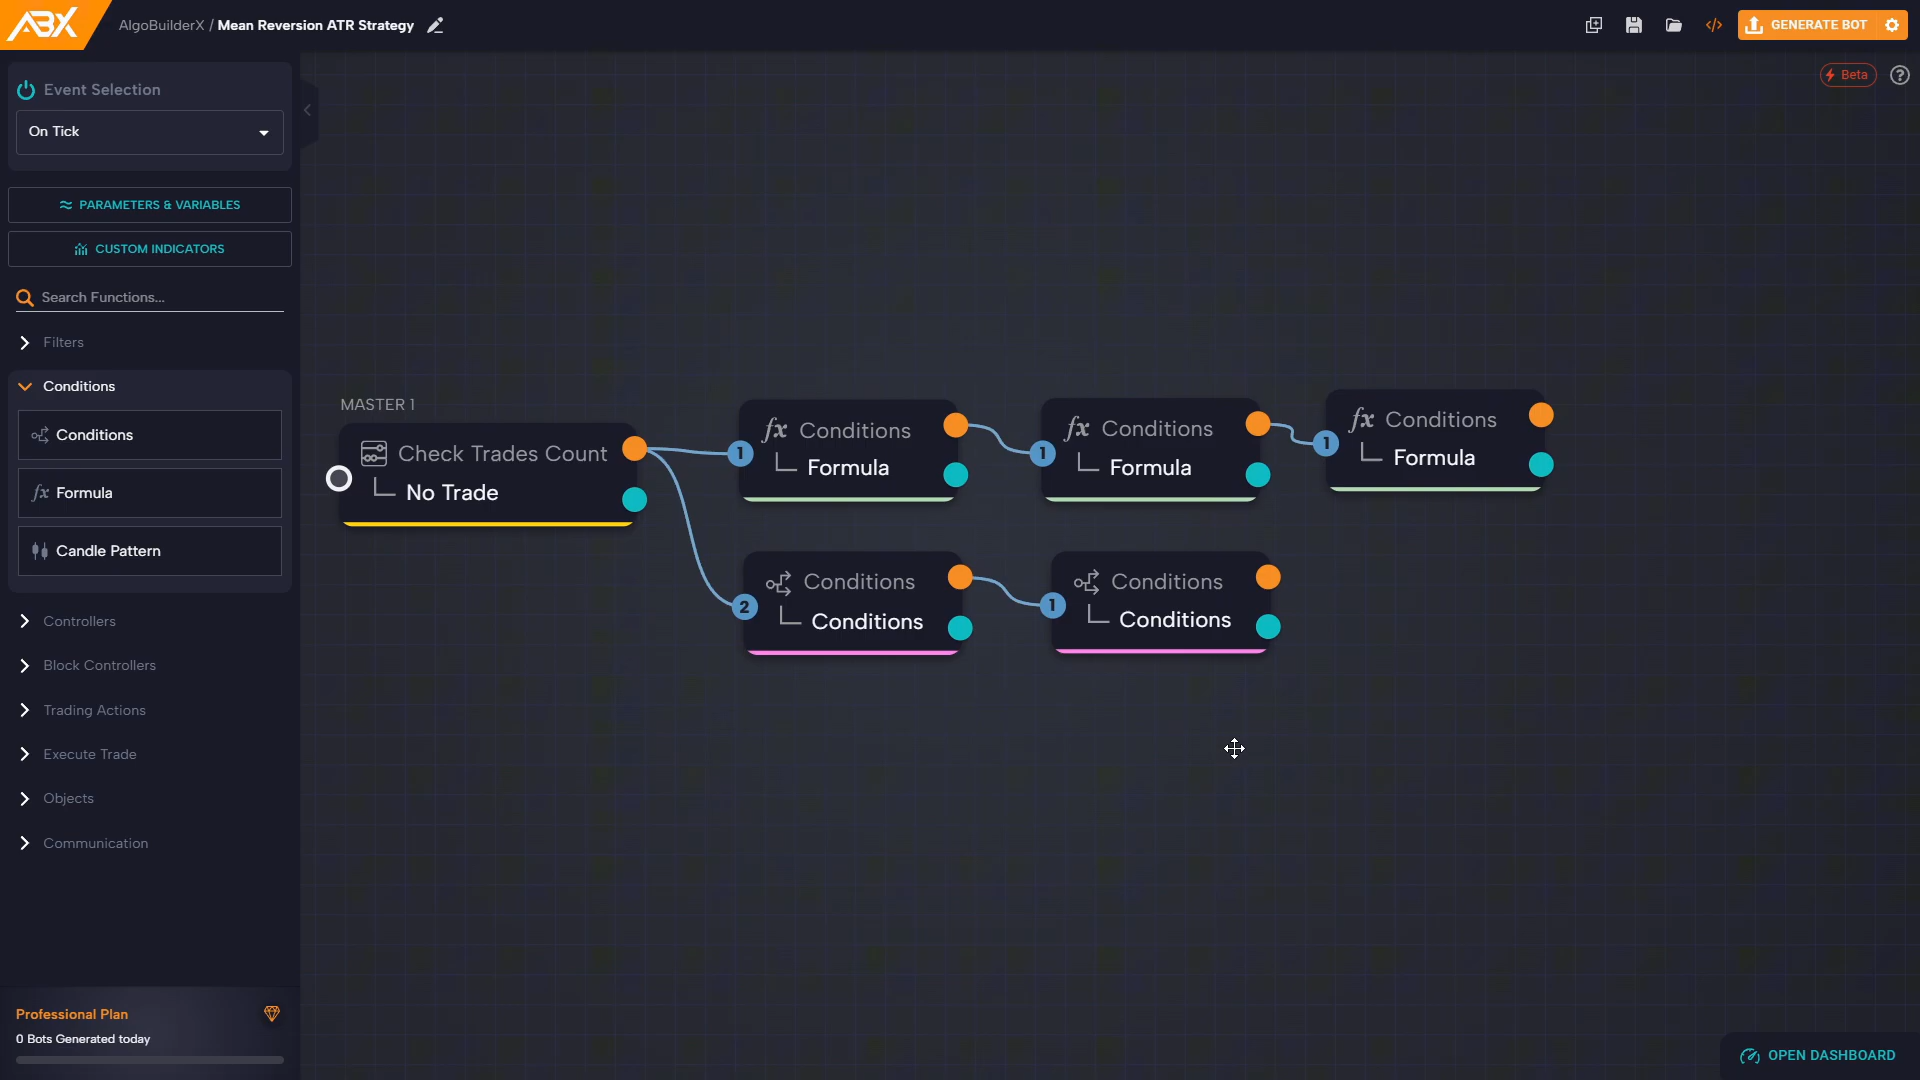 ABX
AlgoBuilderX / Mean Reversion ATR Strategy
GENERATE BOT
Beta
Event Selection
On Tick
PARAMETERS & VARIABLES
CUSTOM INDICATORS
Search Functions...
Filters
Conditions
Conditions
Formula
Candle Pattern
Controllers
Block Controllers
Trading Actions
Execute Trade
Objects
Communication
Professional Plan
0 Bots Generated today
MASTER 1
Check Trades Count
No Trade
1
fx Conditions
Formula
1
fx Conditions
Formula
1
fx Conditions
Formula
2
Conditions
Conditions
1
Conditions
Conditions
OPEN DASHBOARD